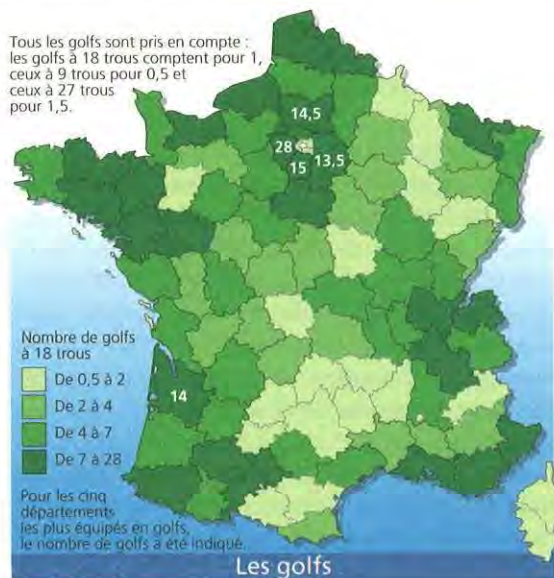 Tous les golfs sont pris en compte :
les golfs à 18 trous comptent pour 1,
ceux à 9 trous pour 0,5 et
ceux à 27 trous
pour 1,5.
14,5
28
13,5
15
14
Nombre de golfs
à 18 trous
De 0,5 à 2
De 2 à 4
De 4 à 7
De 7 à 28
Pour les cinq
départements
les plus équipés en golfs,
le nombre de golfs a été indiqué.
Les golfs